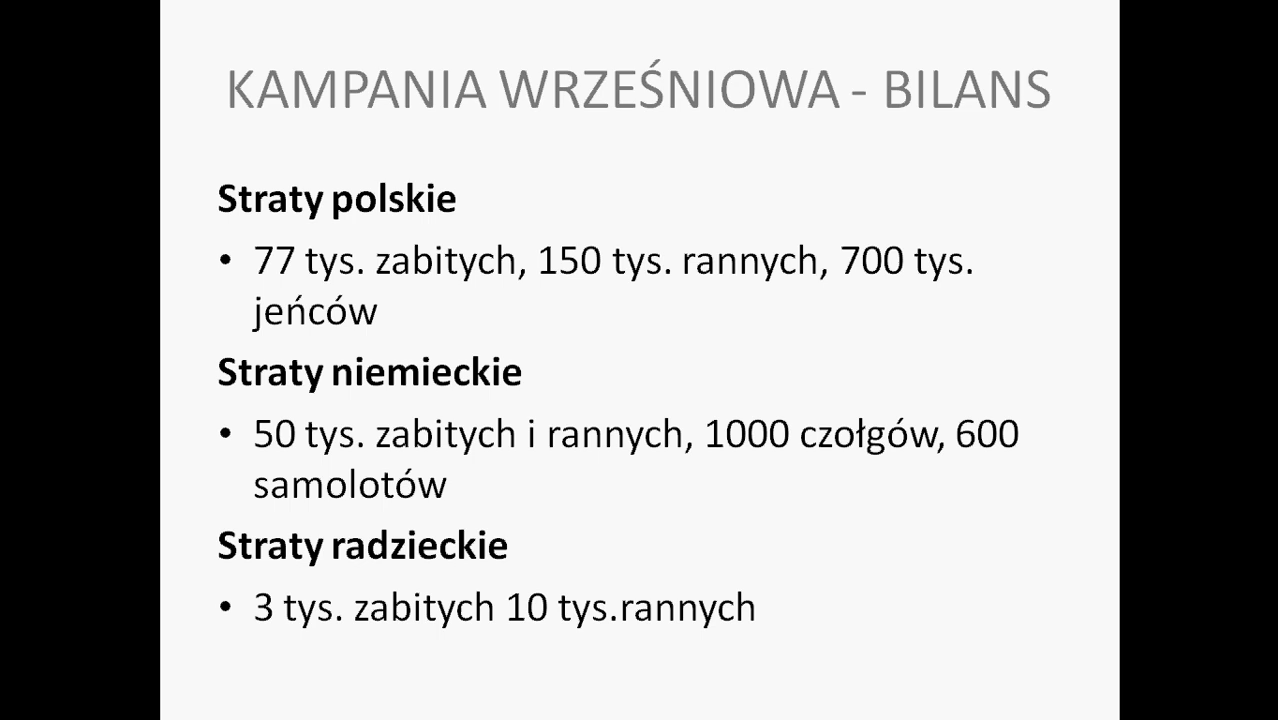 KAMPANIA WRZEŚNIOWA - BILANS
Straty polskie
• 77 tys. zabitych, 150 tys. rannych, 700 tys.
jeńców
Straty niemieckie
• 50 tys. zabitych i rannych, 1000 czołgów, 600
samolotów
Straty radzieckie
• 3 tys. zabitych 10 tys.rannych